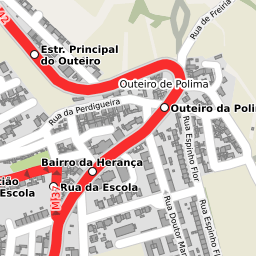 Rua de Freiria
Estr. Principal
do Outeiro
Outeiro de Polima
Rua da Perdigueira
Outeiro da Poli
Rua Espinho
Flor
Bairro da Herança
Rua da Escola
Escola
Rua Doutor
Rua Espinho